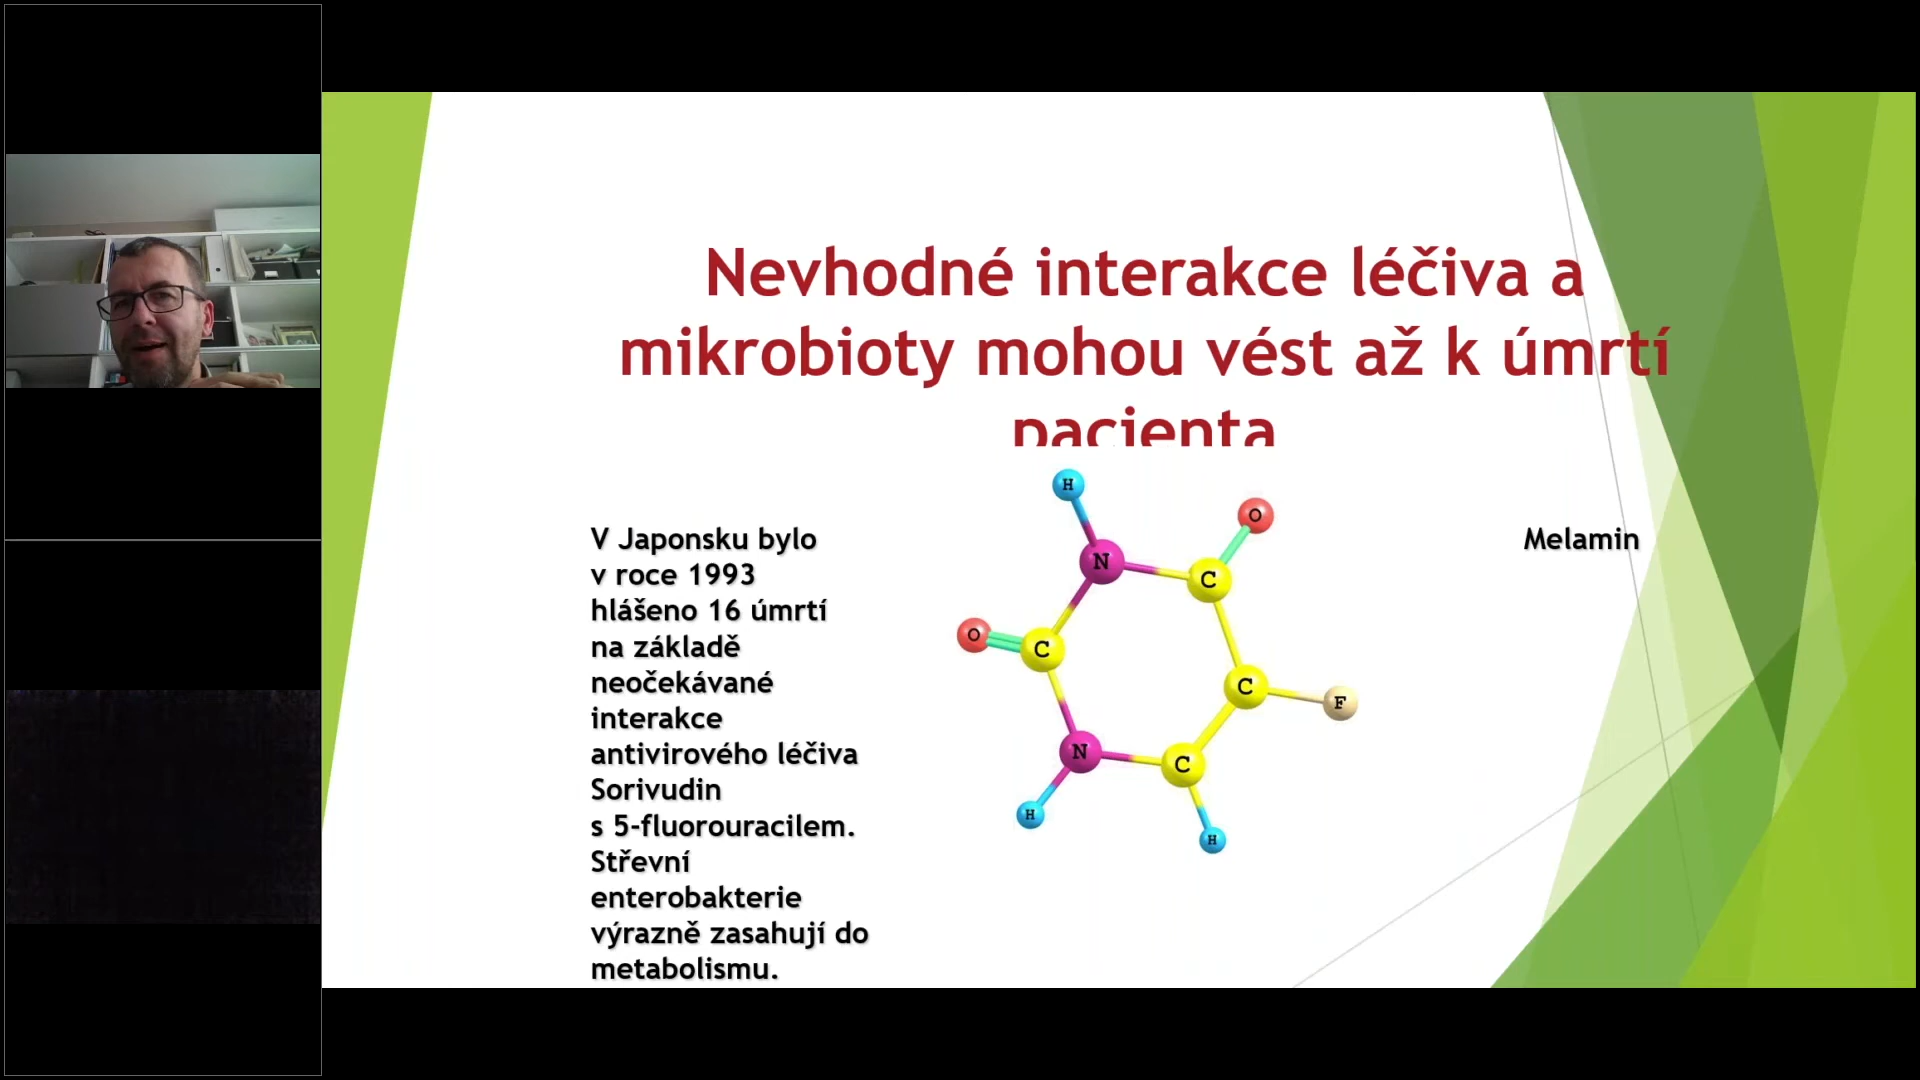 Nevhodné interakce léčiva a
mikrobioty mohou vést až k úmrtí
pacienta
V Japonsku bylo
v roce 1993
hlášeno 16 úmrtí
na základě
neočekávané
interakce
antivirového léčiva
Sorivudin
s 5-fluorouracilem.
Střevní
enterobakterie
výrazně zasahují do
metabolismu.
H
O
N
C
O
C
C
F
N
C
H
H
Melamin